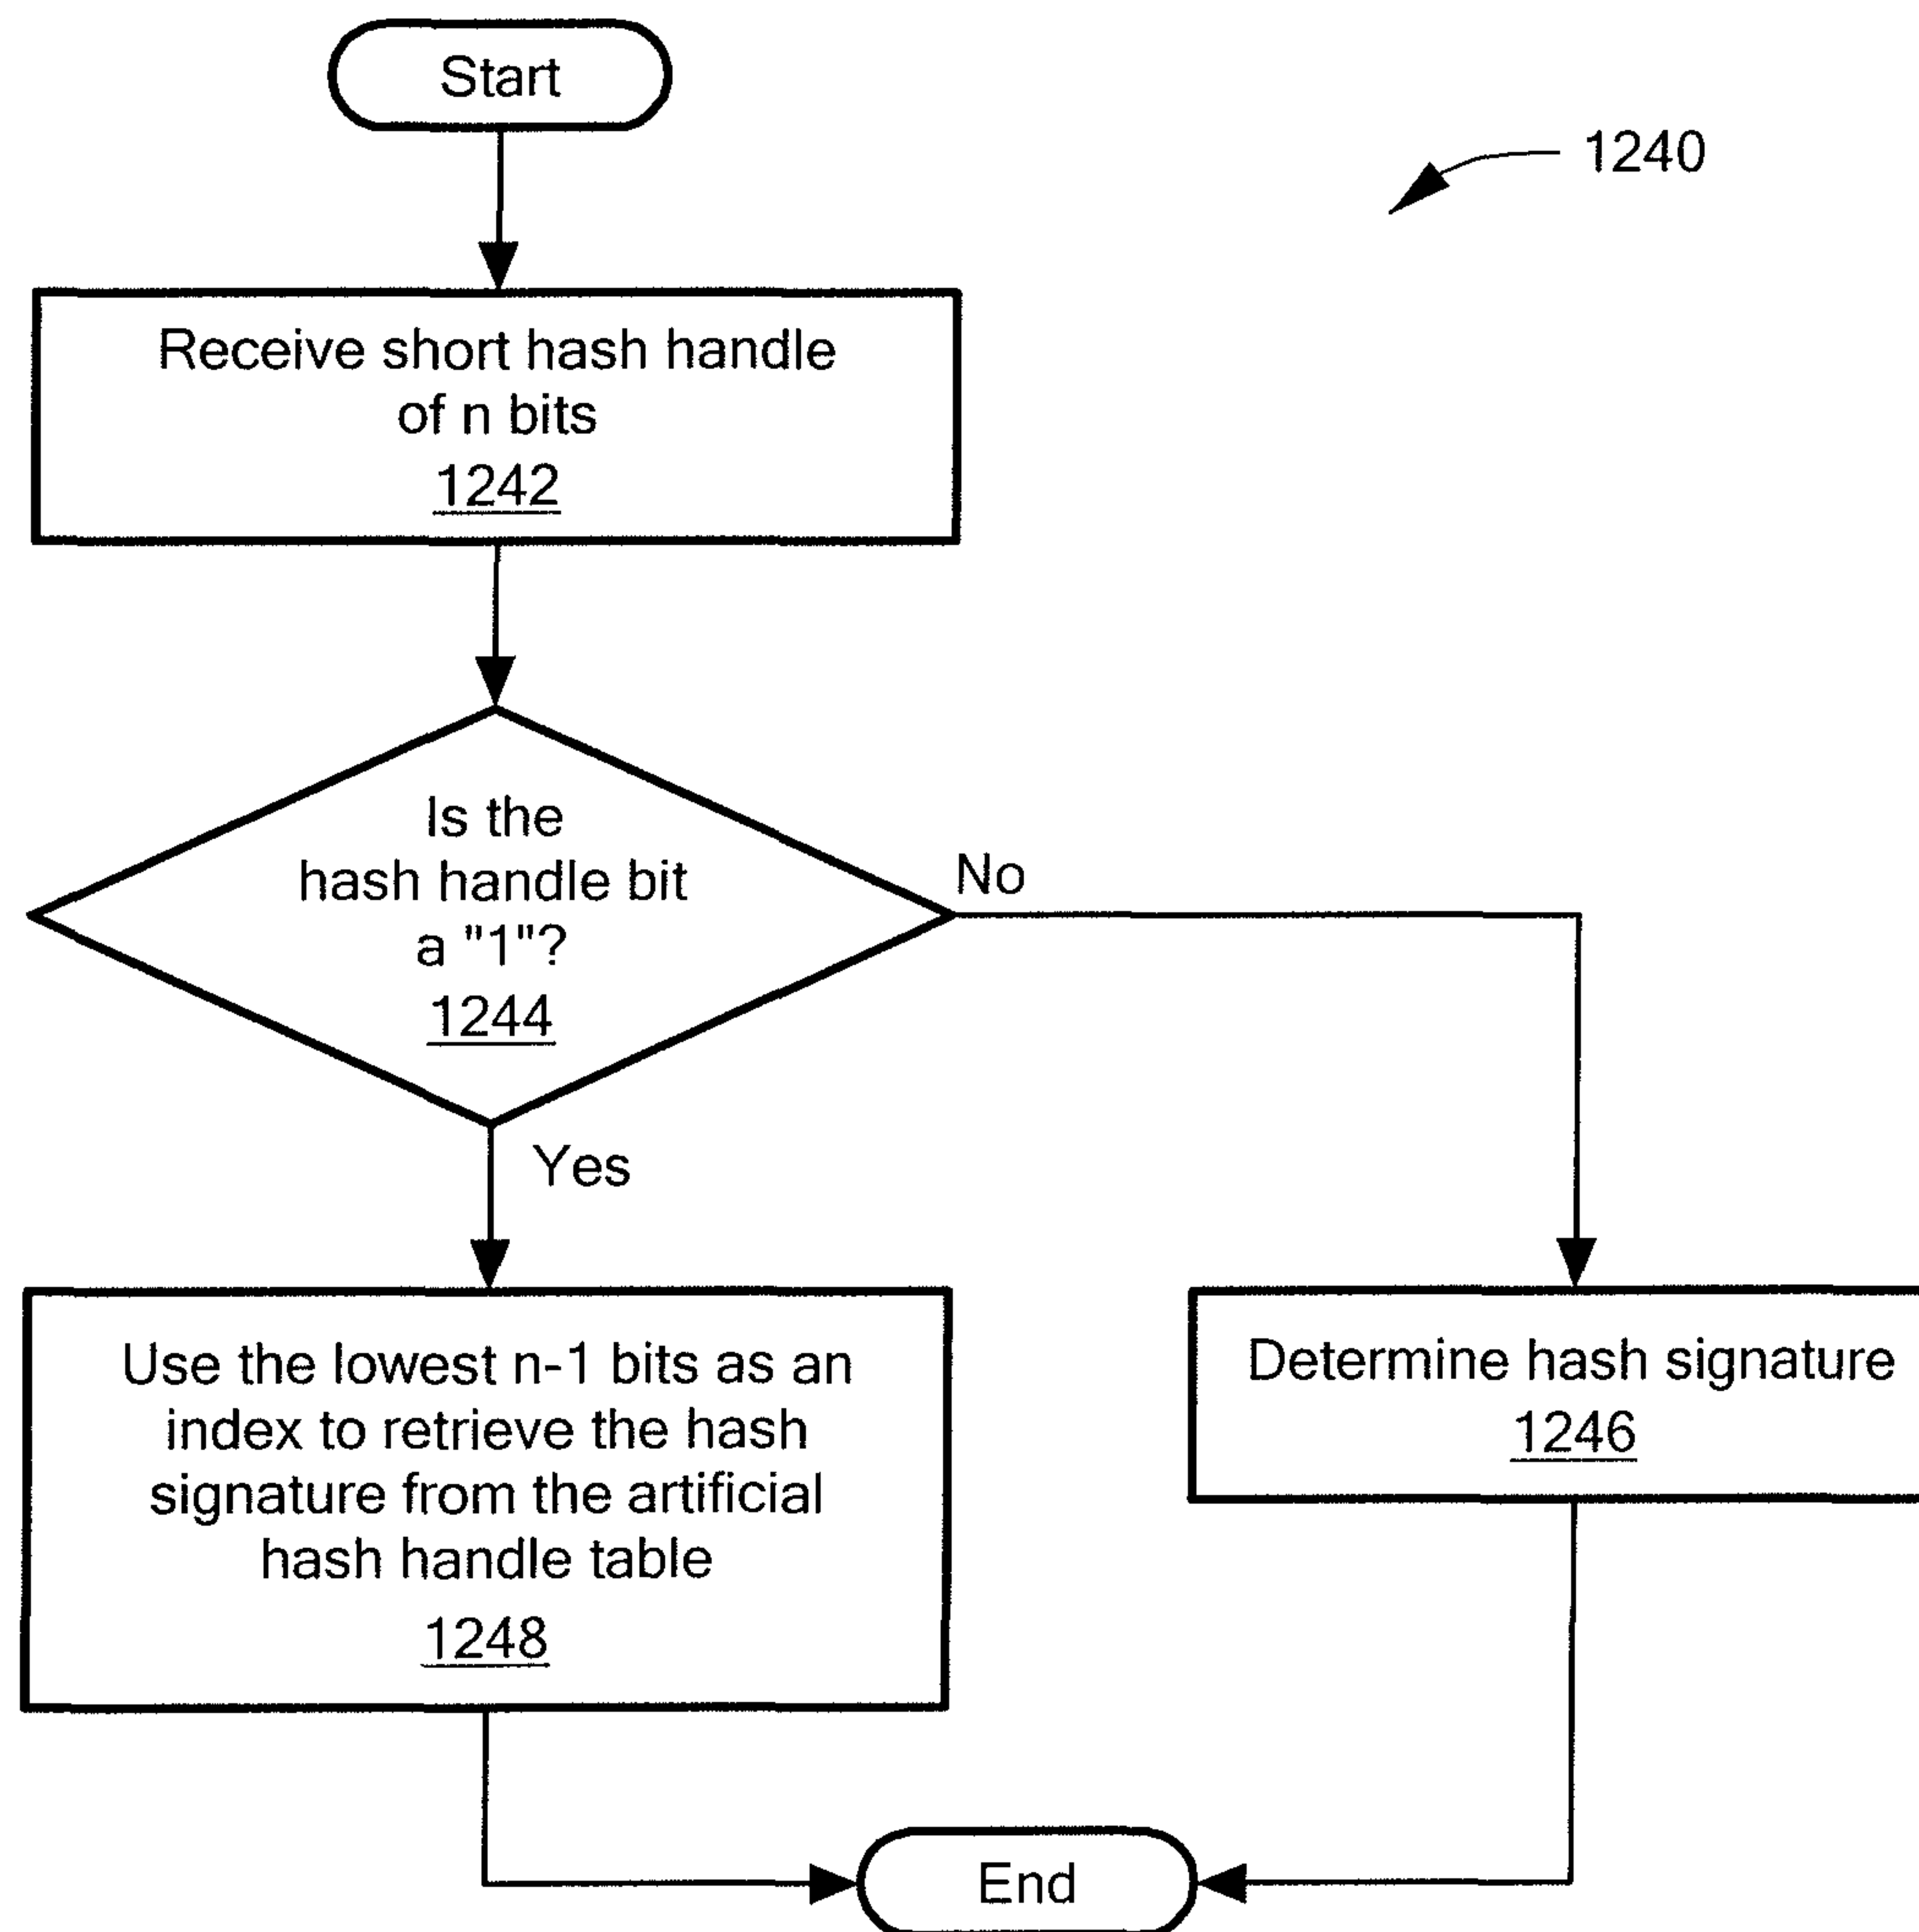 Start
1240
Receive short hash handle
of n bits
1242
Is the
hash handle bit
a "1"?
1244
No
Yes
Use the lowest n-1 bits as an
index to retrieve the hash
signature from the artificial
hash handle table
1248
Determine hash signature
1246
End